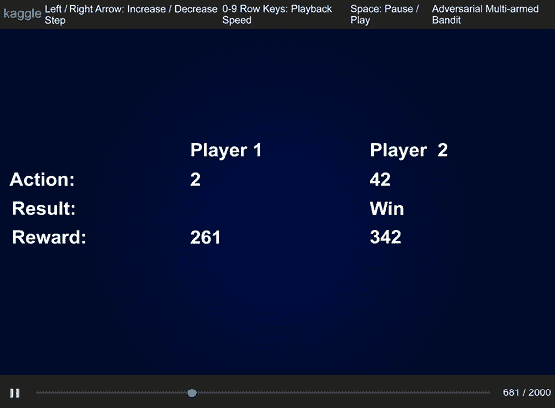 kaggle
Left / Right Arrow: Increase / Decrease Step
0-9 Row Keys: Playback Speed
Space: Pause / Play
Adversarial Multi-armed Bandit
Player 1 Player 2
Action: 2 42
Result: Win
Reward: 261 342
681 / 2000